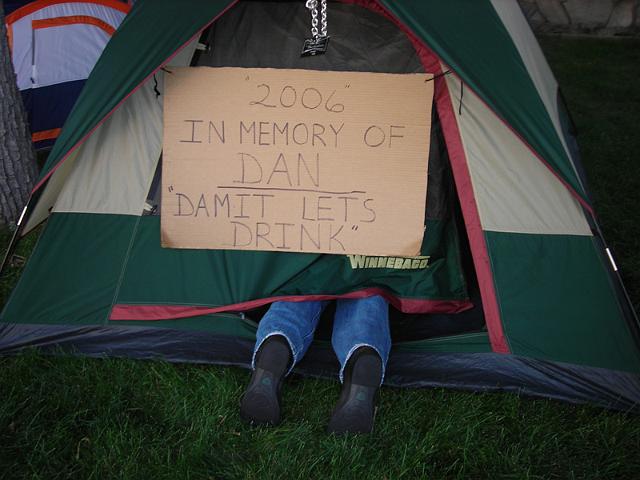 "2006"
IN MEMORY OF
DAN
"DAMIT LETS
DRINK"
WINNEBAGO